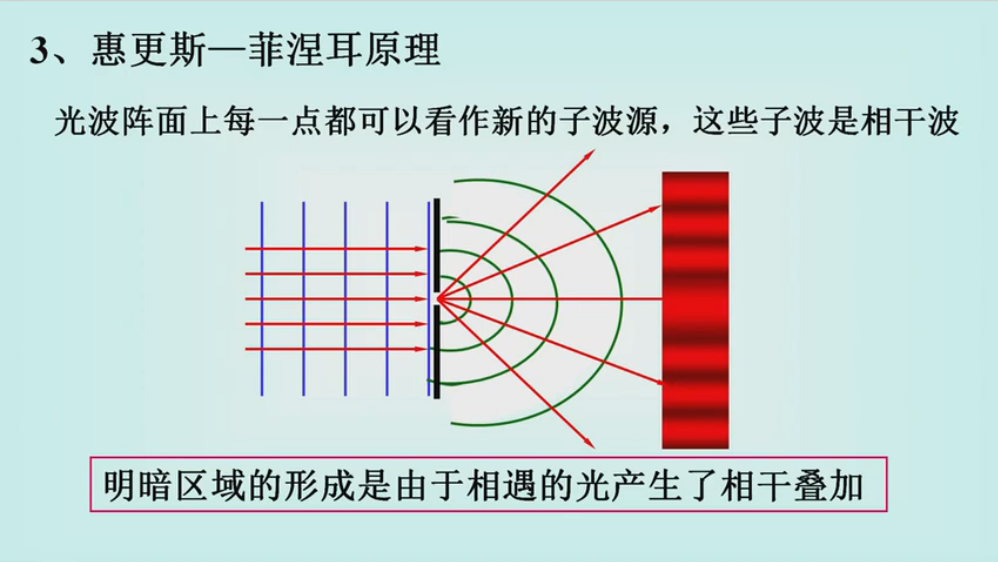 3、惠更斯—菲涅耳原理
光波阵面上每一点都可以看作新的子波源，这些子波是相干波
明暗区域的形成是由于相遇的光产生了相干叠加